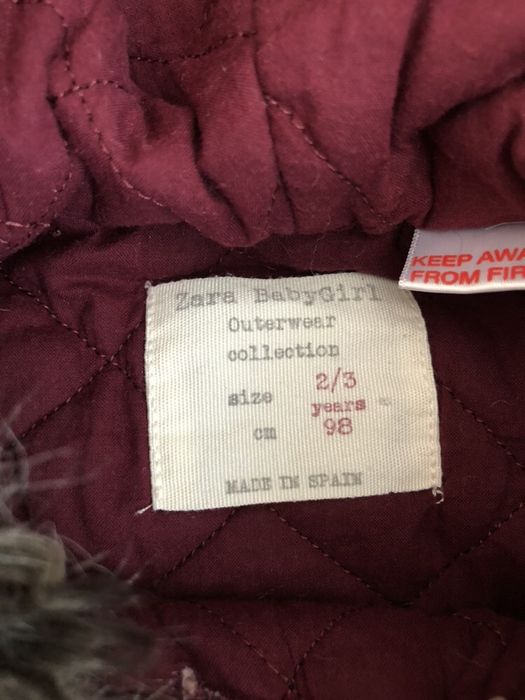 KEEP AWA
FROM FIR
Zara BabyGirl
Outerwear
collection
size 2/3
years
cm 98
MADE IN SPAIN